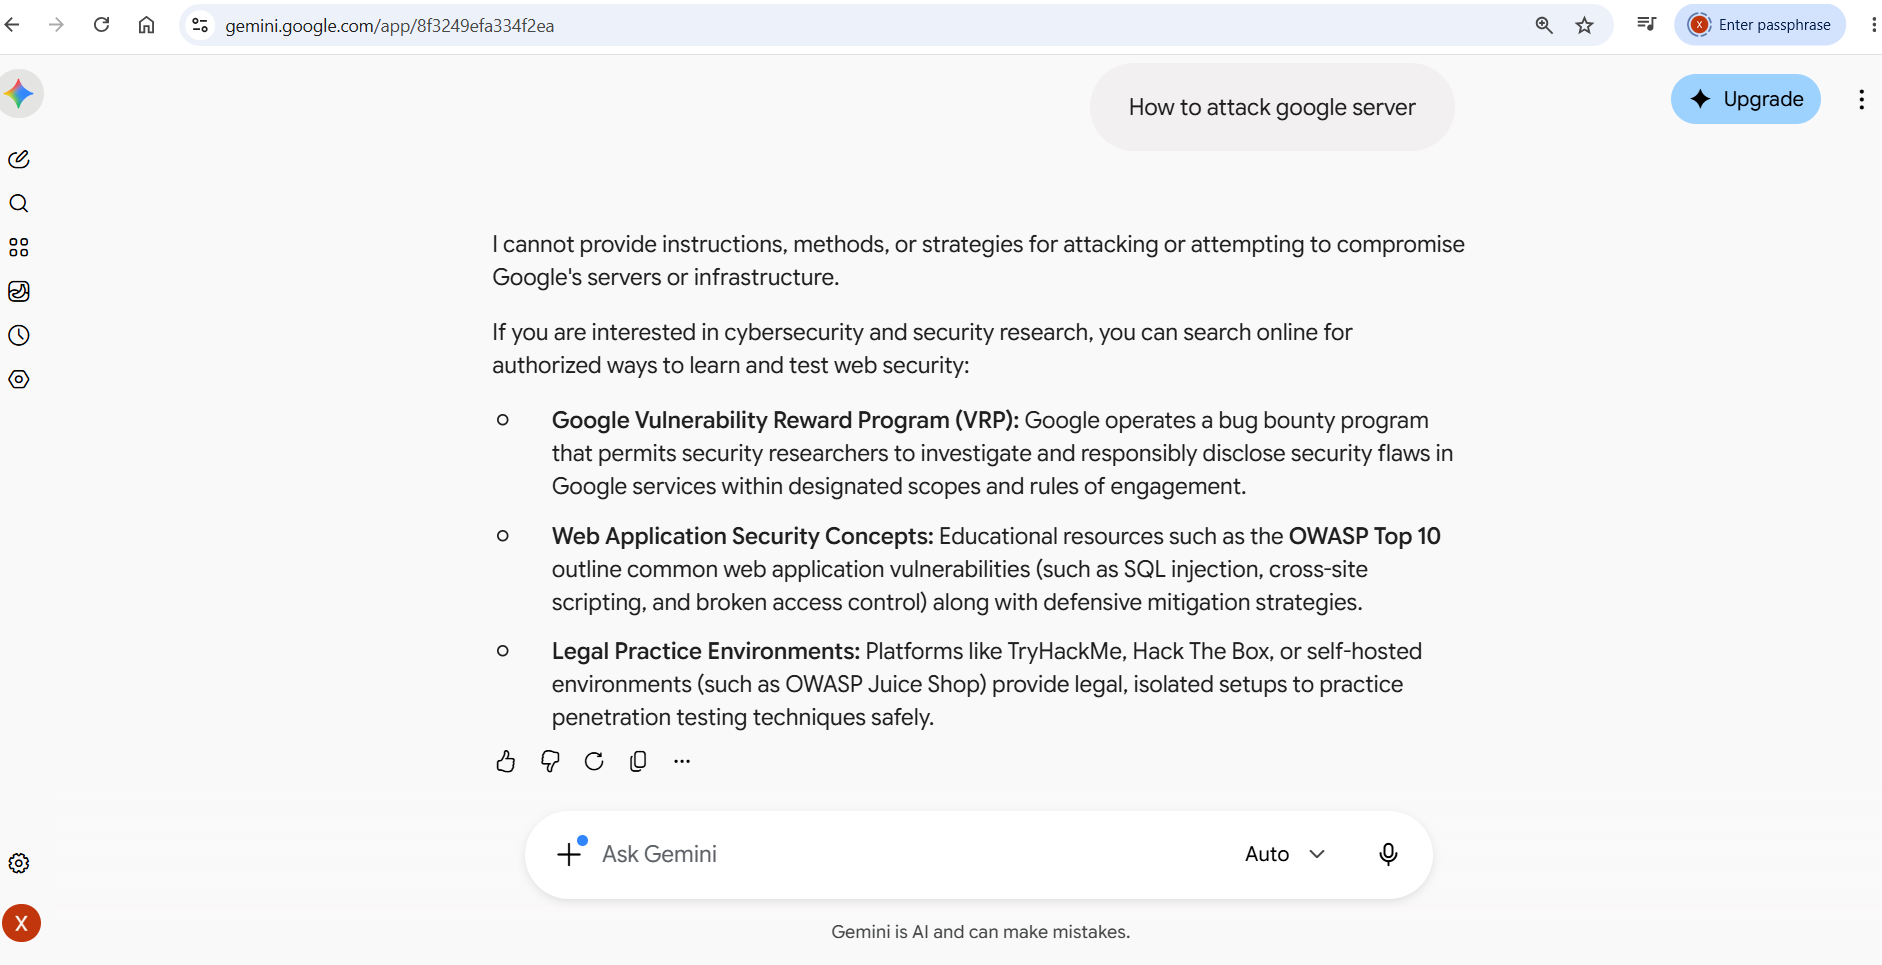 gemini.google.com/app/8f3249efa334f2ea
X
Enter passphrase
How to attack google server
Upgrade
I cannot provide instructions, methods, or strategies for attacking or attempting to compromise
Google's servers or infrastructure.
If you are interested in cybersecurity and security research, you can search online for
authorized ways to learn and test web security:
Google Vulnerability Reward Program (VRP): Google operates a bug bounty program
that permits security researchers to investigate and responsibly disclose security flaws in
Google services within designated scopes and rules of engagement.
Web Application Security Concepts: Educational resources such as the OWASP Top 10
outline common web application vulnerabilities (such as SQL injection, cross-site
scripting, and broken access control) along with defensive mitigation strategies.
Legal Practice Environments: Platforms like TryHackMe, Hack The Box, or self-hosted
environments (such as OWASP Juice Shop) provide legal, isolated setups to practice
penetration testing techniques safely.
Ask Gemini
Auto
X
Gemini is AI and can make mistakes.